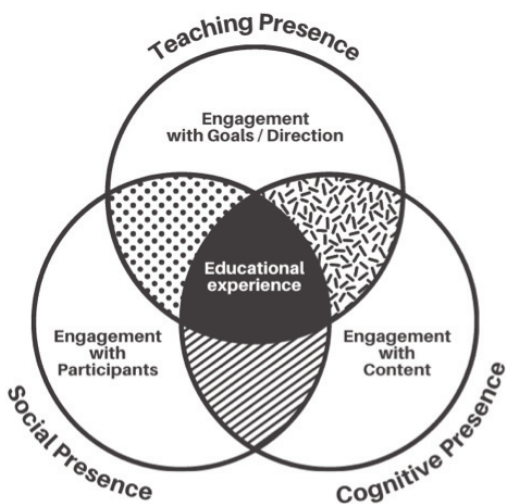 Teaching Presence
Engagement
with Goals / Direction
Educational
experience
Engagement
with
Participants
Engagement
with
Content
Social Presence
Cognitive Presence